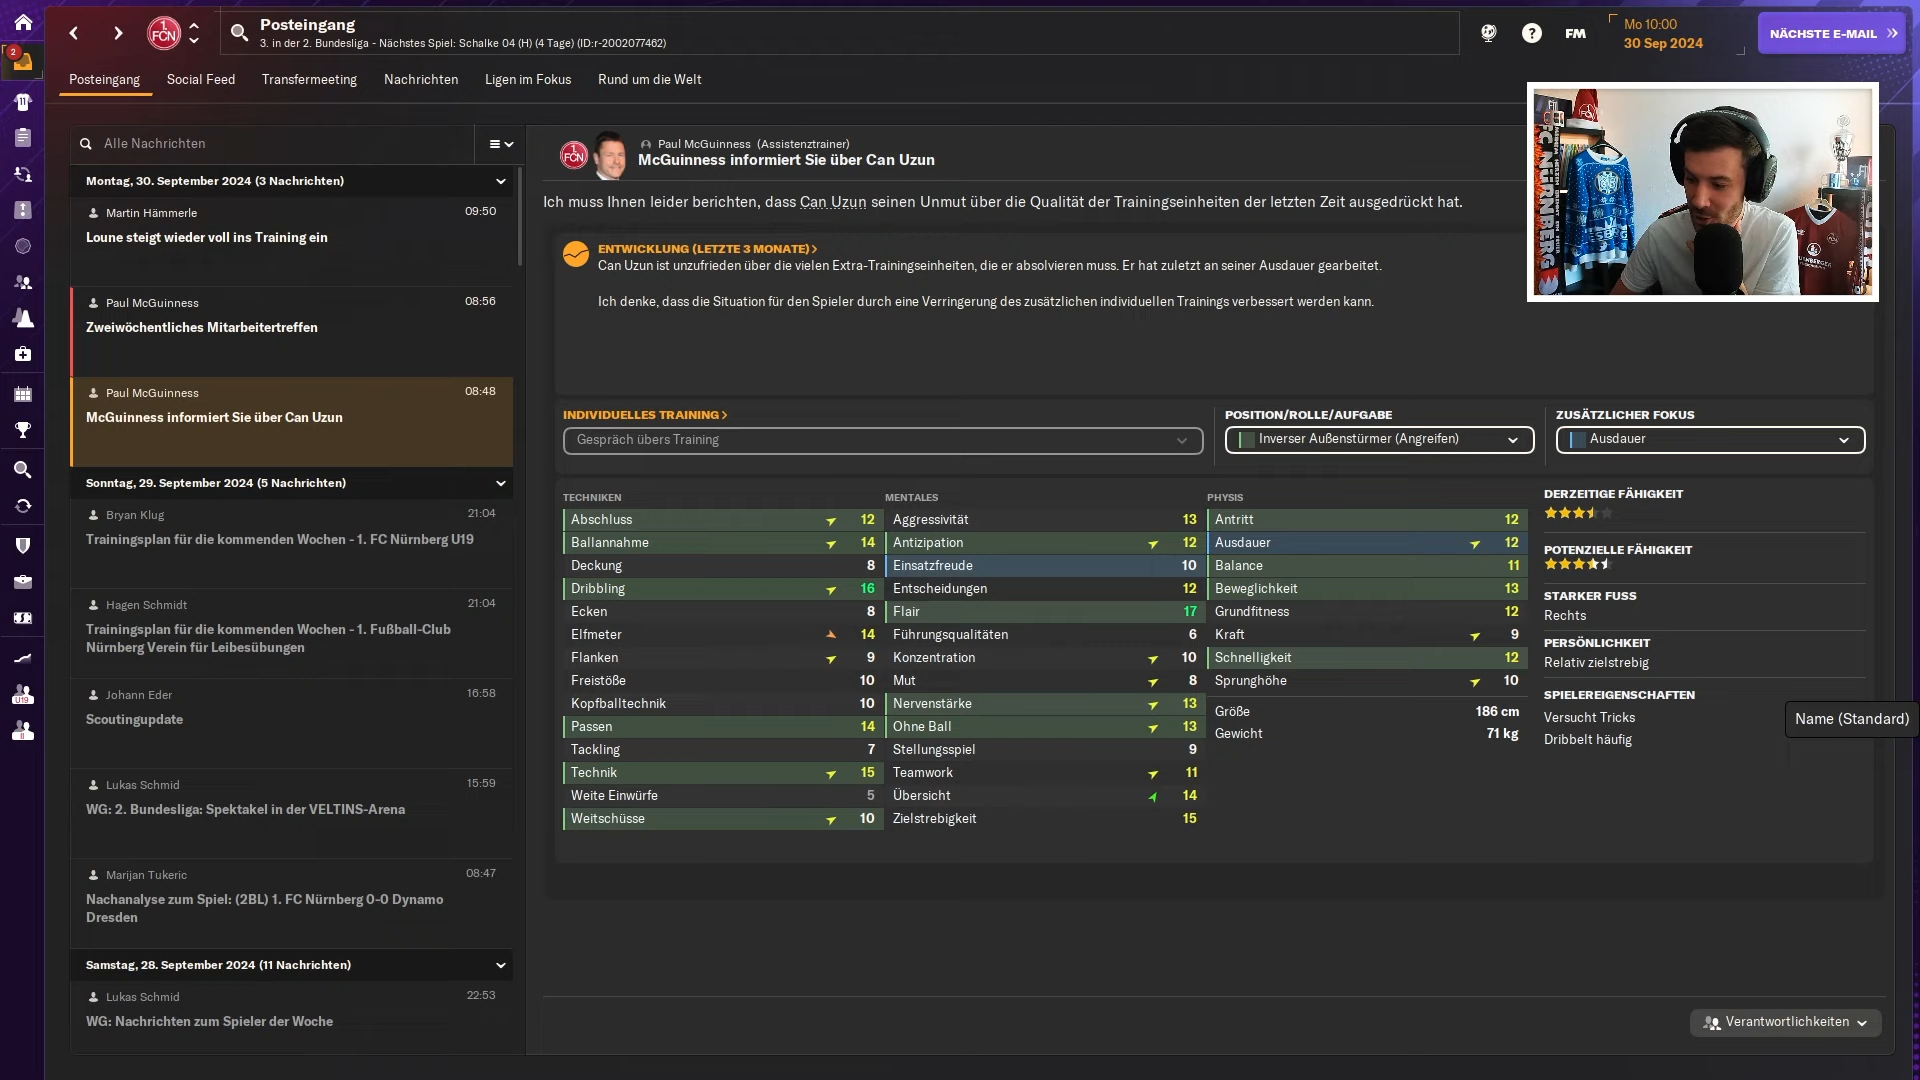 Posteingang
3. in der 2. Bundesliga - Nächstes Spiel: Schalke 04 (H) (4 Tage) (ID:r-2002077462)
FM
Mo 10:00
30 Sep 2024
NÄCHSTE E-MAIL
2
Posteingang
Social Feed
Transfermeeting
Nachrichten
Ligen im Fokus
Rund um die Welt
Alle Nachrichten
Montag, 30. September 2024 (3 Nachrichten)
Martin Hämmerle 09:50
Loune steigt wieder voll ins Training ein
Paul McGuinness 08:56
Zweiwöchentliches Mitarbeitertreffen
Paul McGuinness 08:48
McGuinness informiert Sie über Can Uzun
Sonntag, 29. September 2024 (5 Nachrichten)
Bryan Klug 21:04
Trainingsplan für die kommenden Wochen - 1. FC Nürnberg U19
Hagen Schmidt 21:04
Trainingsplan für die kommenden Wochen - 1. Fußball-Club
Nürnberg Verein für Leibesübungen
Johann Eder 16:58
Scoutingupdate
Lukas Schmid 15:59
WG: 2. Bundesliga: Spektakel in der VELTINS-Arena
Marijan Tukeric 08:47
Nachanalyse zum Spiel: (2BL) 1. FC Nürnberg 0-0 Dynamo
Dresden
Samstag, 28. September 2024 (11 Nachrichten)
Lukas Schmid 22:53
WG: Nachrichten zum Spieler der Woche
Paul McGuinness (Assistenztrainer)
McGuinness informiert Sie über Can Uzun
Ich muss Ihnen leider berichten, dass Can Uzun seinen Unmut über die Qualität der Trainingseinheiten der letzten Zeit ausgedrückt hat.
ENTWICKLUNG (LETZTE 3 MONATE)
Can Uzun ist unzufrieden über die vielen Extra-Trainingseinheiten, die er absolvieren muss. Er hat zuletzt an seiner Ausdauer gearbeitet.
Ich denke, dass die Situation für den Spieler durch eine Verringerung des zusätzlichen individuellen Trainings verbessert werden kann.
INDIVIDUELLES TRAINING
Gespräch übers Training
POSITION/ROLLE/AUFGABE
Inverser Außenstürmer (Angreifen)
ZUSÄTZLICHER FOKUS
Ausdauer
TECHNIKEN
Abschluss 12
Ballannahme 14
Deckung 8
Dribbling 16
Ecken 8
Elfmeter 14
Flanken 9
Freistöße 10
Kopfballtechnik 10
Passen 14
Tackling 7
Technik 15
Weite Einwürfe 5
Weitschüsse 10
MENTALES
Aggressivität 13
Antizipation 12
Einsatzfreude 10
Entscheidungen 12
Flair 17
Führungsqualitäten 6
Konzentration 10
Mut 8
Nervenstärke 13
Ohne Ball 13
Stellungsspiel 9
Teamwork 11
Übersicht 14
Zielstrebigkeit 15
PHYSIS
Antritt 12
Ausdauer 12
Balance 11
Beweglichkeit 13
Grundfitness 12
Kraft 9
Schnelligkeit 12
Sprunghöhe 10
Größe 186 cm
Gewicht 71 kg
DERZEITIGE FÄHIGKEIT
POTENZIELLE FÄHIGKEIT
STARKER FUSS
Rechts
PERSÖNLICHKEIT
Relativ zielstrebig
SPIELEREIGENSCHAFTEN
Versucht Tricks
Dribbelt häufig
Name (Standard)
Verantwortlichkeiten
FC NÜRNBERG